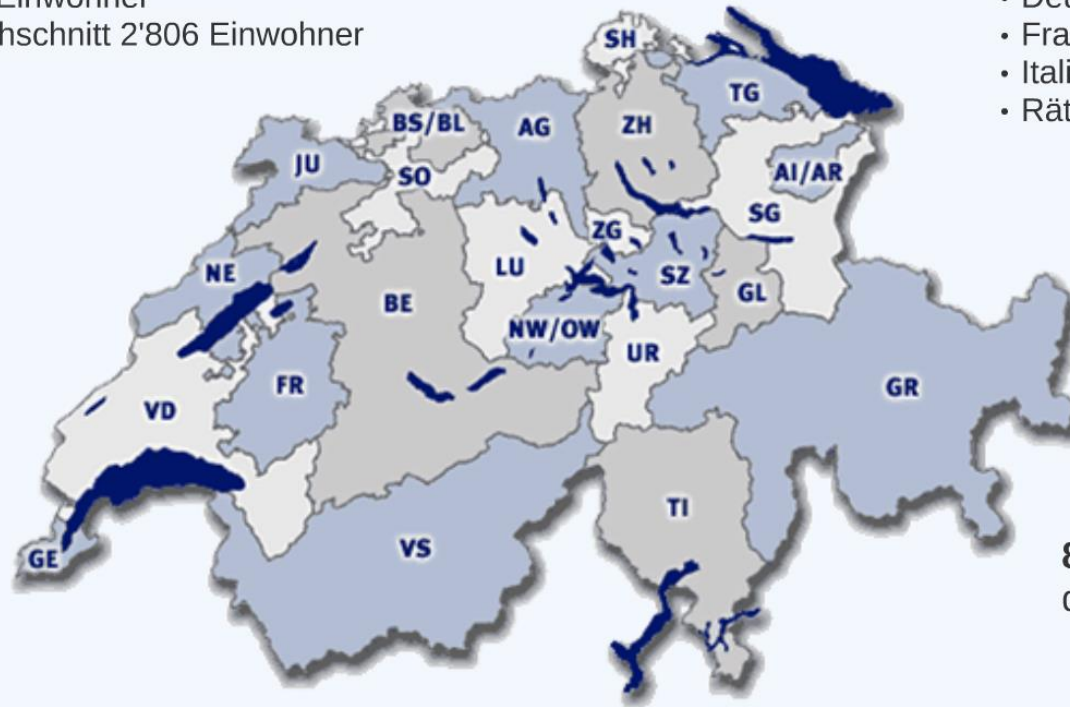 Einwohner
hschnitt 2'806 Einwohner
• Deu
• Fra
• Itali
• Rät
SH
TG
BS/BL
AG
ZH
JU
SO
AI/AR
SG
ZG
NE
LU
SZ
BE
GL
NW/OW
UR
FR
GR
VD
TI
VS
GE
8